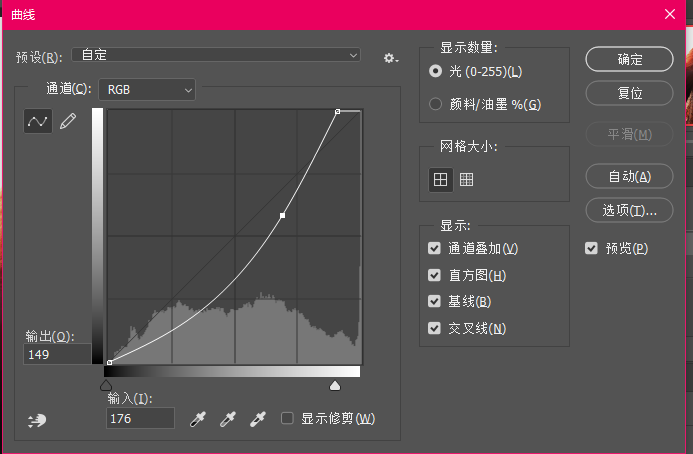 曲线
预设(R): 自定
通道(C): RGB
输出(O):
149
输入(I):
176
显示修剪(W)
显示数量:
光 (0-255)(L)
颜料/油墨 %(G)
网格大小:
显示:
通道叠加(V)
直方图(H)
基线(B)
交叉线(N)
确定
复位
平滑(M)
自动(A)
选项(T)...
预览(P)